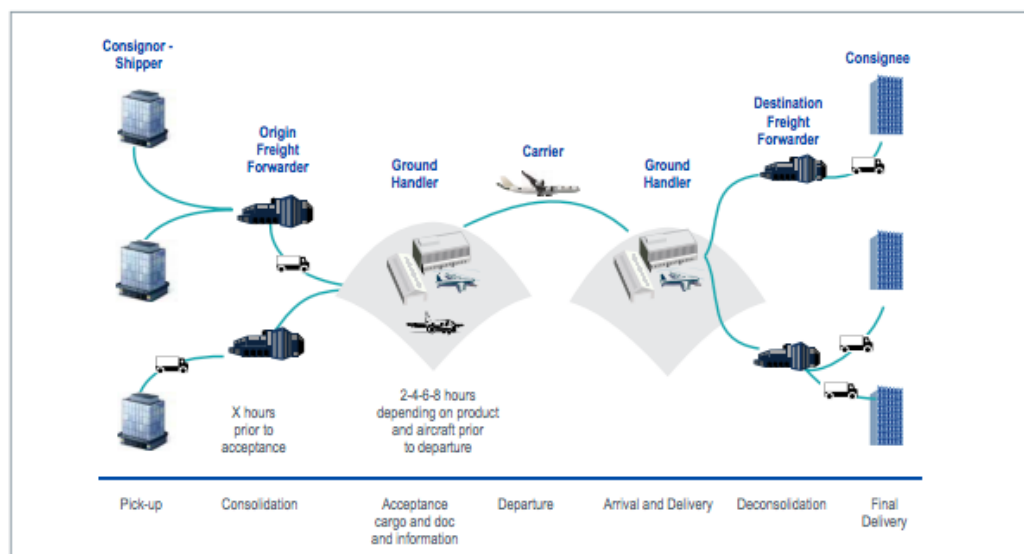 Consignor -
Shipper
Consignee
Destination
Freight
Forwarder
Origin
Freight
Forwarder
Carrier
Ground
Handler
Ground
Handler
X hours
prior to
acceptance
2-4-6-8 hours
depending on product
and aircraft prior
to departure
Pick-up
Consolidation
Acceptance
cargo and doc
and information
Departure
Arrival and Delivery
Deconsolidation
Final
Delivery